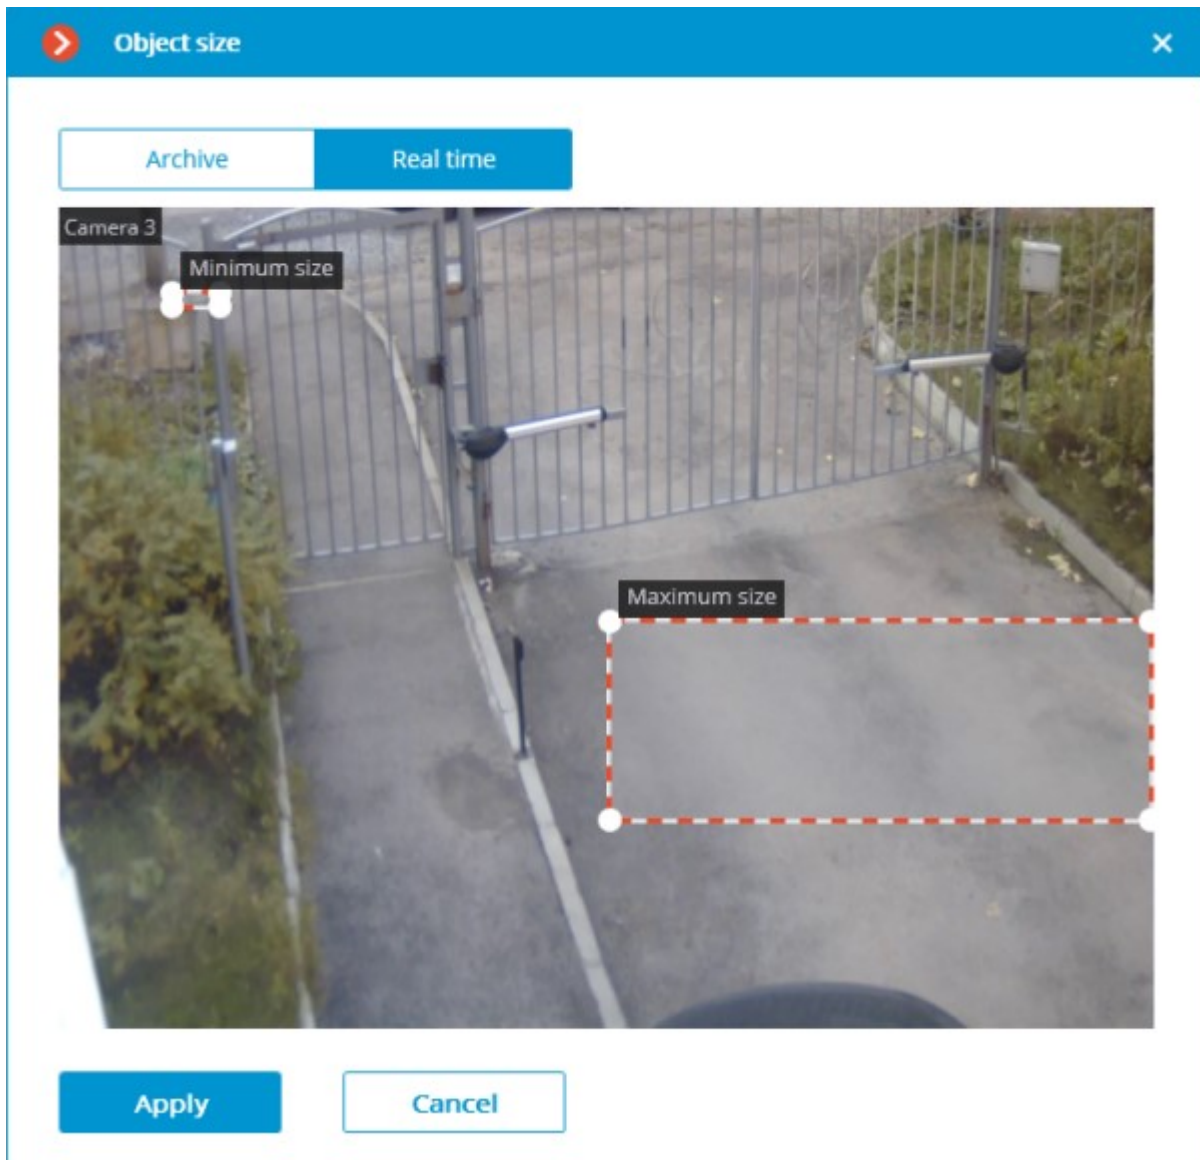 Object size
Archive
Real time
Camera 3
Minimum size
Maximum size
Apply
Cancel